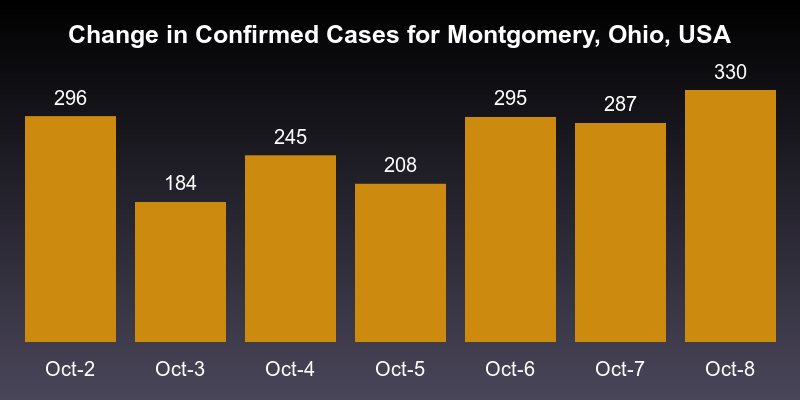 Change in Confirmed Cases for Montgomery, Ohio, USA
296
184
245
208
295
287
330
Oct-2
Oct-3
Oct-4
Oct-5
Oct-6
Oct-7
Oct-8